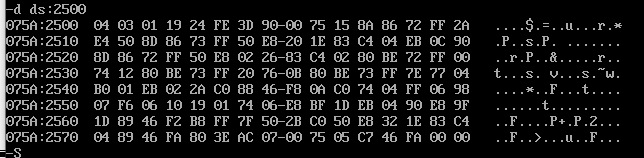 -d ds:2500
075A:2500  04 03 01 19 24 FE 3D 90-00 75 15 8A 86 72 FF 2A   ....$.=..u...r.*
075A:2510  E4 50 8D 86 73 FF 50 E8-20 1E 83 C4 04 EB 0C 90   .P..s.P. .......
075A:2520  8D 86 72 FF 50 E8 02 26-83 C4 02 80 BE 72 FF 00   ..r.P..&.....r..
075A:2530  74 12 80 BE 73 FF 20 76-0B 80 BE 73 FF 7E 77 04   t...s. v...s.~w.
075A:2540  B0 01 EB 02 2A C0 88 46-F8 0A C0 74 04 FF 06 98   ....*..F...t....
075A:2550  07 F6 06 10 19 01 74 06-E8 BF 1D EB 04 90 E8 9F   ......t.........
075A:2560  1D 89 46 F2 B8 FF 7F 50-2B C0 50 E8 32 1E 83 C4   ..F....P+.P.2...
075A:2570  04 89 46 FA 80 3E AC 07-00 75 05 C7 46 FA 00 00   ..F..>...u..F...
-S